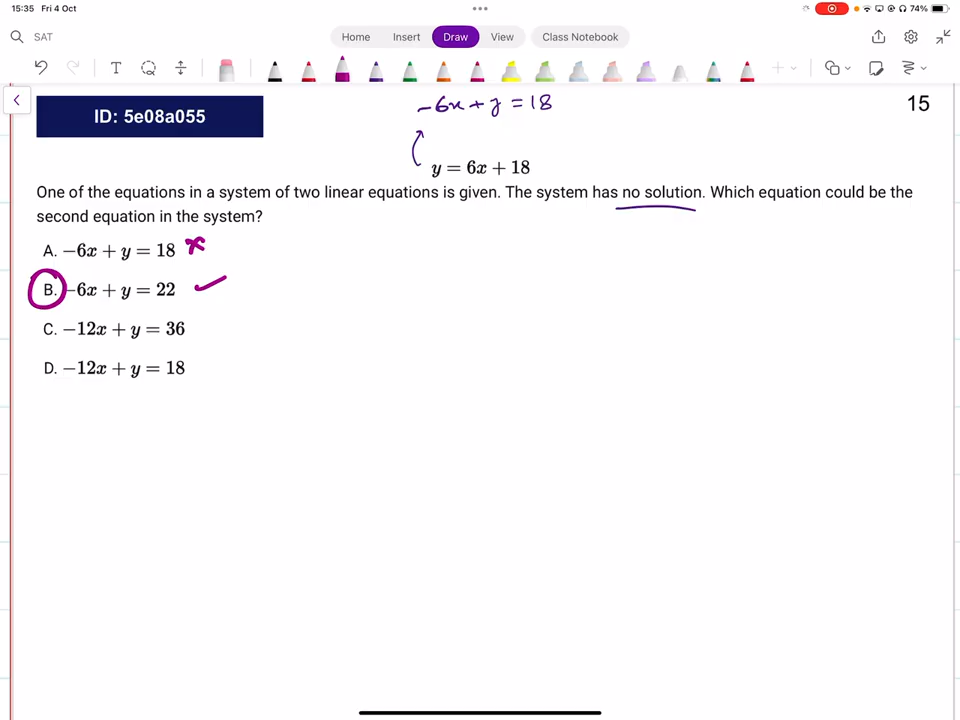 15:35 Fri 4 Oct
74%
SAT
Home Insert Draw View Class Notebook
T
ID: 5e08a055
-6x + y = 18
15
y = 6x + 18
One of the equations in a system of two linear equations is given. The system has no solution. Which equation could be the
second equation in the system?
A. −6x + y = 18
B. −6x + y = 22
C. −12x + y = 36
D. −12x + y = 18